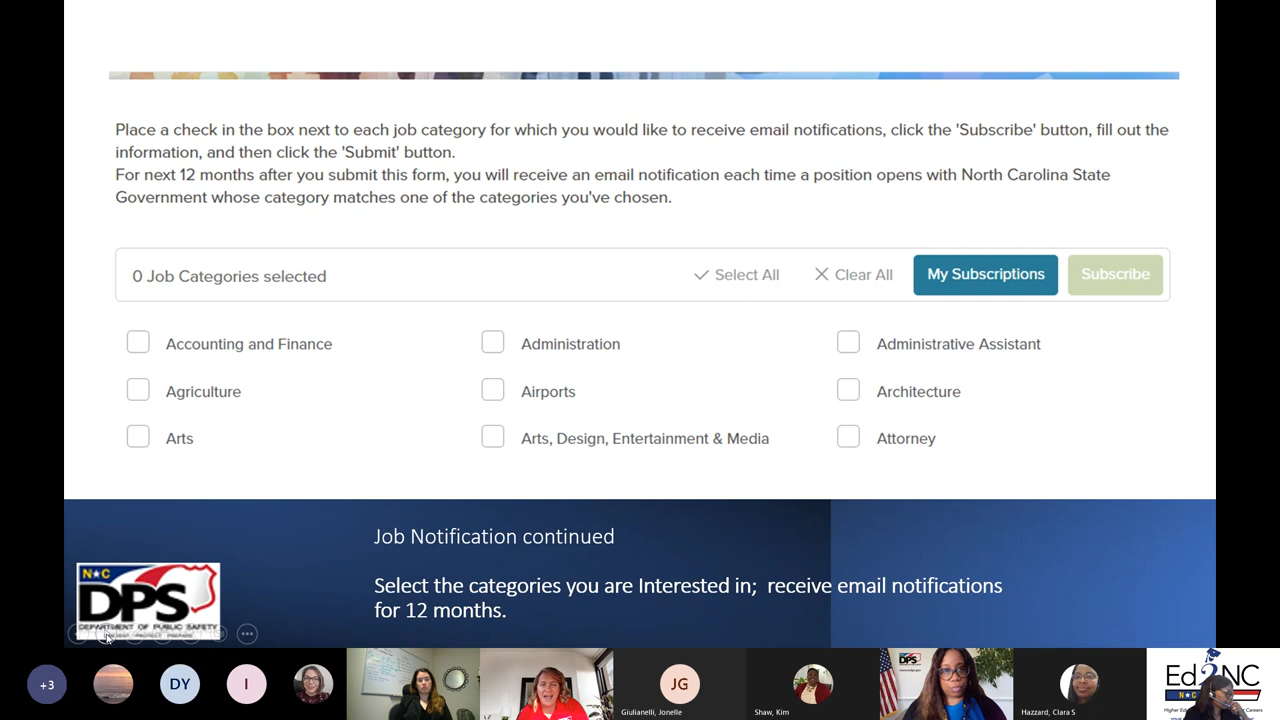 Place a check in the box next to each job category for which you would like to receive email notifications, click the 'Subscribe' button, fill out the
information, and then click the 'Submit' button.
For next 12 months after you submit this form, you will receive an email notification each time a position opens with North Carolina State
Government whose category matches one of the categories you've chosen.
0 Job Categories selected
Select All
Clear All
My Subscriptions
Subscribe
Accounting and Finance
Administration
Administrative Assistant
Agriculture
Airports
Architecture
Arts
Arts, Design, Entertainment & Media
Attorney
Job Notification continued
Select the categories you are Interested in; receive email notifications
for 12 months.
N★C
DPS
DEPARTMENT OF PUBLIC SAFETY
+3
DY
I
JG
Giulianelli, Jonelle
Shaw, Kim
DPS
Hazzard, Clara S
Ed2NC